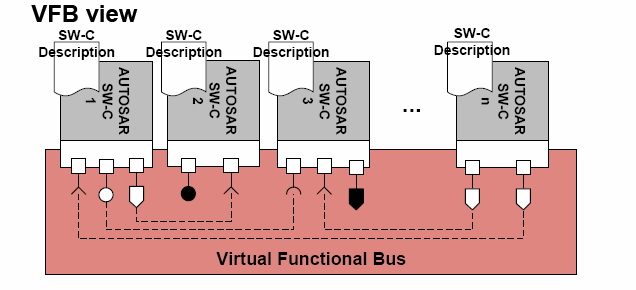 VFB view
SW-C
Description
AUTOSAR
SW-C
1
SW-C
Description
AUTOSAR
SW-C
2
SW-C
Description
AUTOSAR
SW-C
3
...
SW-C
Description
AUTOSAR
SW-C
n
Virtual Functional Bus